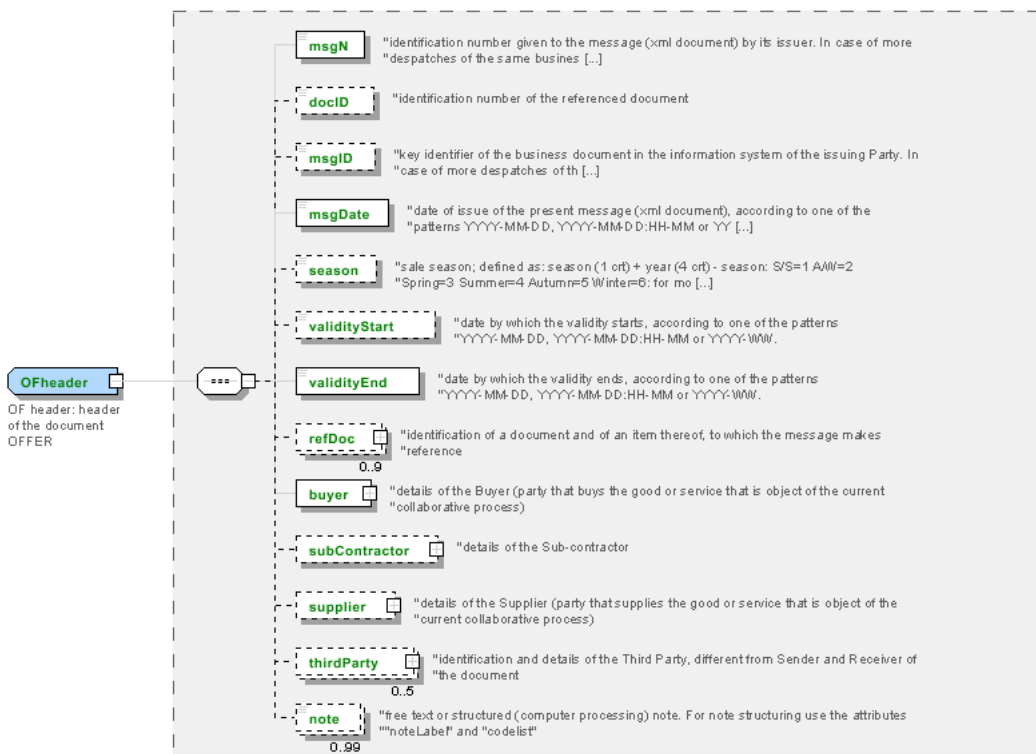 msgN
"identification number given to the message (xml document) by its issuer. In case of more
"despatches of the same busines [...]
docID
"identification number of the referenced document
msgID
"key identifier of the business document in the information system of the issuing Party. In
"case of more despatches of th [...]
msgDate
"date of issue of the present message (xml document), according to one of the
"patterns YYYY-MM-DD, YYYY-MM-DD:HH-MM or YY [...]
season
"sale season; defined as: season (1 crt) + year (4 crt) - season: S/S=1 A/W=2
"Spring=3 Summer=4 Autumn=5 Winter=6: for mo [...]
validityStart
"date by which the validity starts, according to one of the patterns
"YYYY-MM-DD, YYYY-MM-DD:HH-MM or YYYY-WW.
OFheader
OF header: header
of the document
OFFER
validityEnd
"date by which the validity ends, according to one of the patterns
"YYYY-MM-DD, YYYY-MM-DD:HH-MM or YYYY-WW.
refDoc
0..9
"identification of a document and of an item thereof, to which the message makes
"reference
buyer
"details of the Buyer (party that buys the good or service that is object of the current
"collaborative process)
subContractor
"details of the Sub-contractor
supplier
"details of the Supplier (party that supplies the good or service that is object of the
"current collaborative process)
thirdParty
0..5
"identification and details of the Third Party, different from Sender and Receiver of
"the document
note
0..99
"free text or structured (computer processing) note. For note structuring use the attributes
""noteLabel" and "codelist"